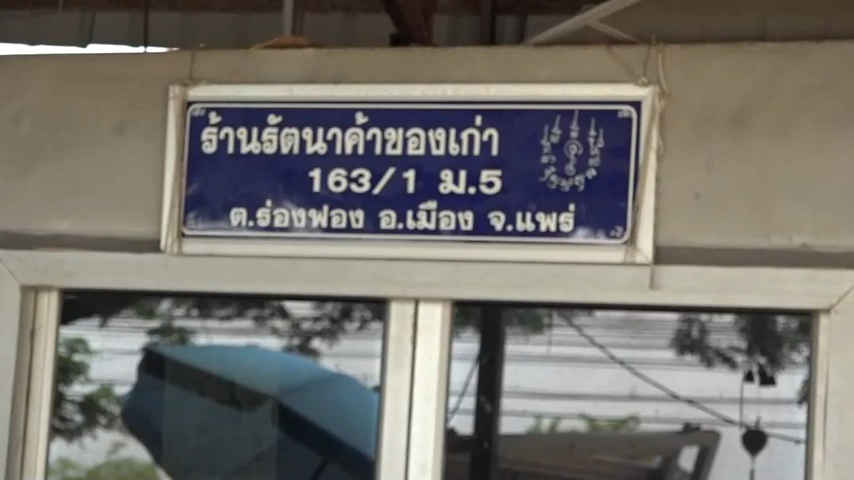 ร้านรัตนาค้าของเก่า
163/1 ม.5
ต.ร่องฟอง อ.เมือง จ.แพร่